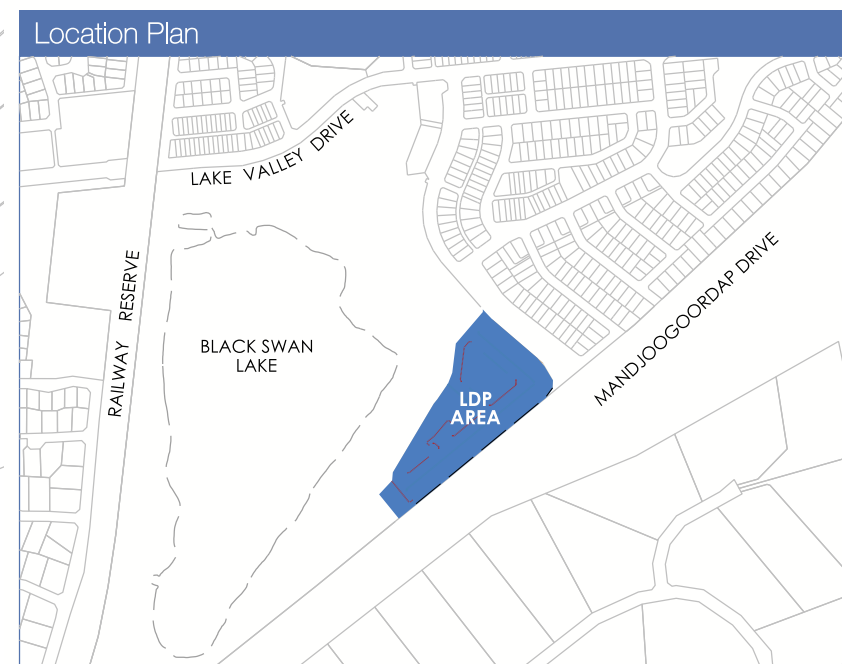 Location Plan
LAKE VALLEY DRIVE
RAILWAY RESERVE
BLACK SWAN
LAKE
MANDJOOGOORDAP DRIVE
LDP
AREA